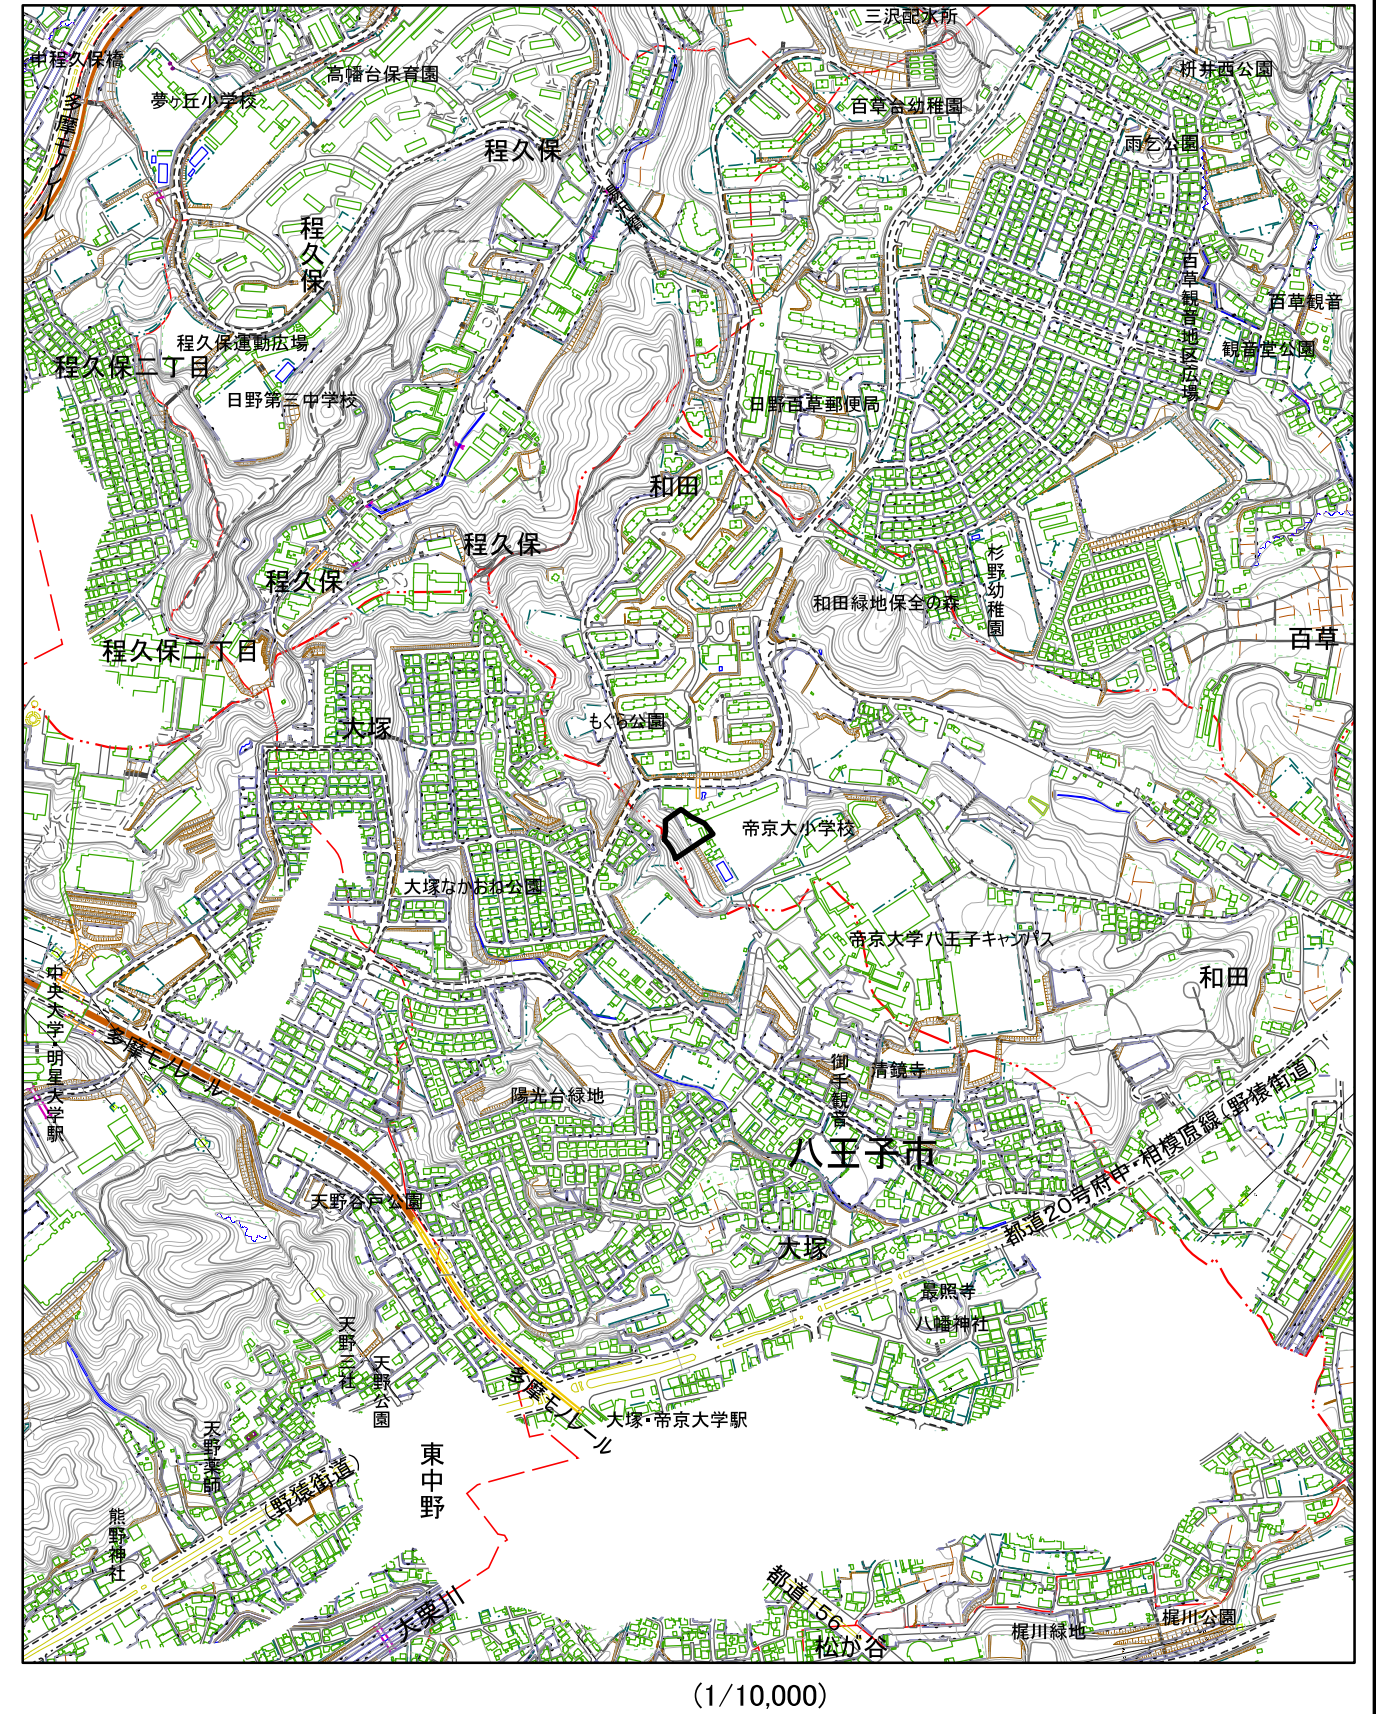 三沢配水所
中程久保橋
高幡台保育園
枡井西公園
夢ヶ丘小学校
百草台幼稚園
多摩モノレール
雨乞公園
程久保
程久保
百草観音地区広場
百草観音
程久保運動広場
観音堂公園
程久保二丁目
日野第三中学校
日野百草郵便局
和田
程久保
杉野幼稚園
程久保
和田緑地保全の森
百草
程久保二丁目
もぐら公園
大塚
帝京大小学校
大塚なかおね公園
帝京大学八王子キャンパス
和田
中央大学・明星大学駅
多摩モノレール
御手観音
清鏡寺
陽光台緑地
八王子市
都道20号府中・相模原線(野猿街道)
天野谷戸公園
大塚
最照寺
八幡神社
天野三社
天野公園
多摩モノレール
大塚・帝京大学駅
天野薬師
東中野
(野猿街道)
熊野神社
大栗川
都道156
松が谷
梶川緑地
梶川公園
(1/10,000)